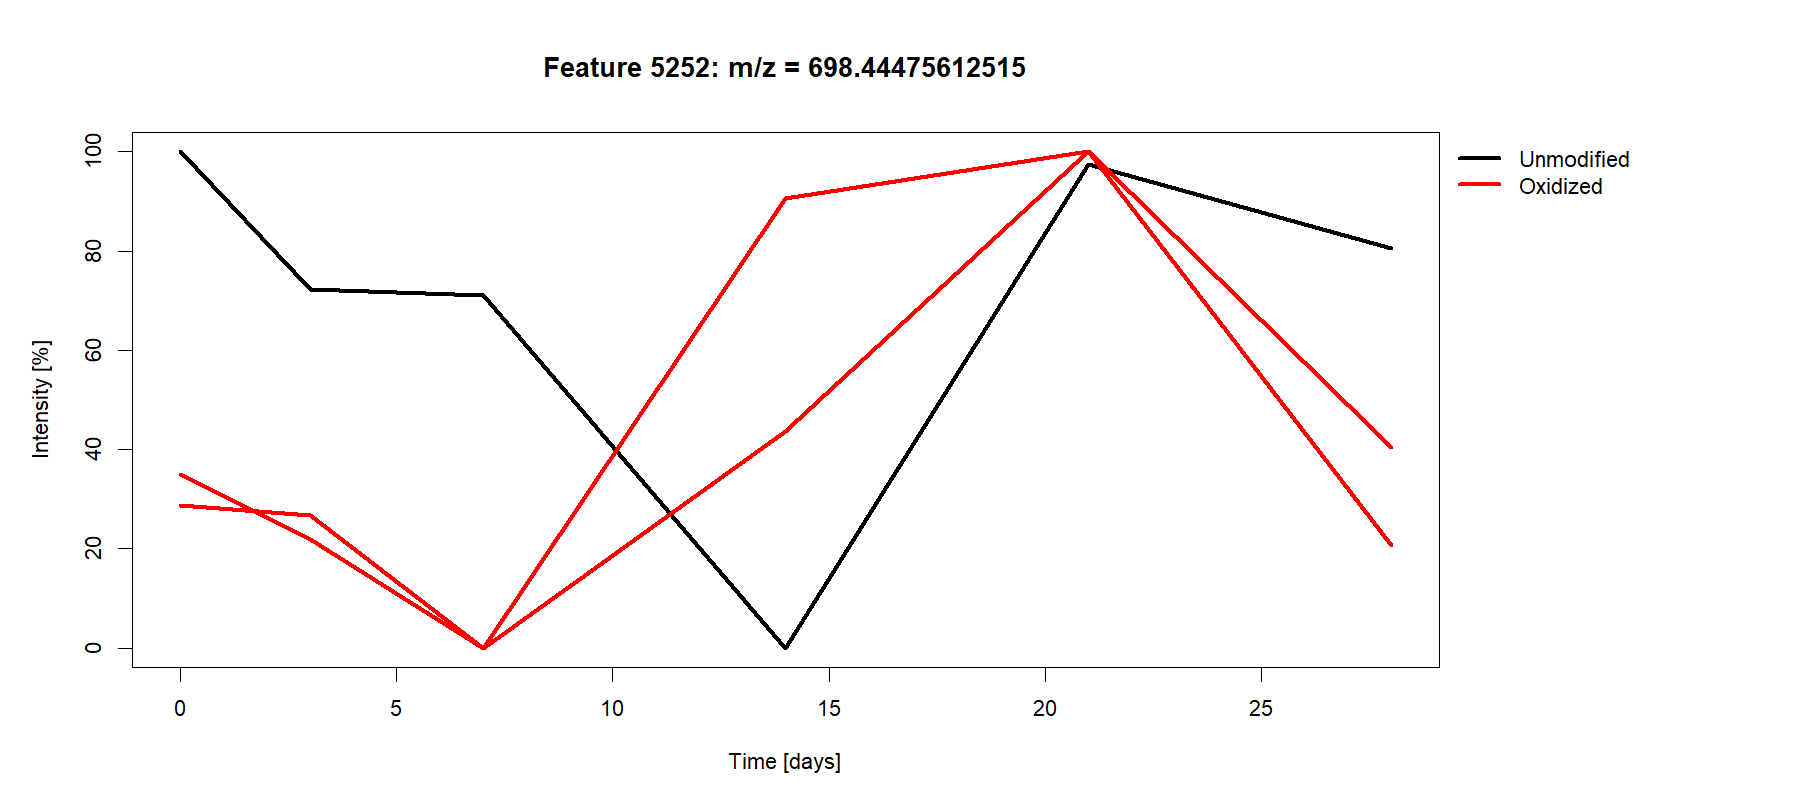 Feature 5252: m/z = 698.44475612515
Unmodified
Oxidized
Intensity [%]
100
80
60
40
20
0
0 5 10 15 20 25
Time [days]